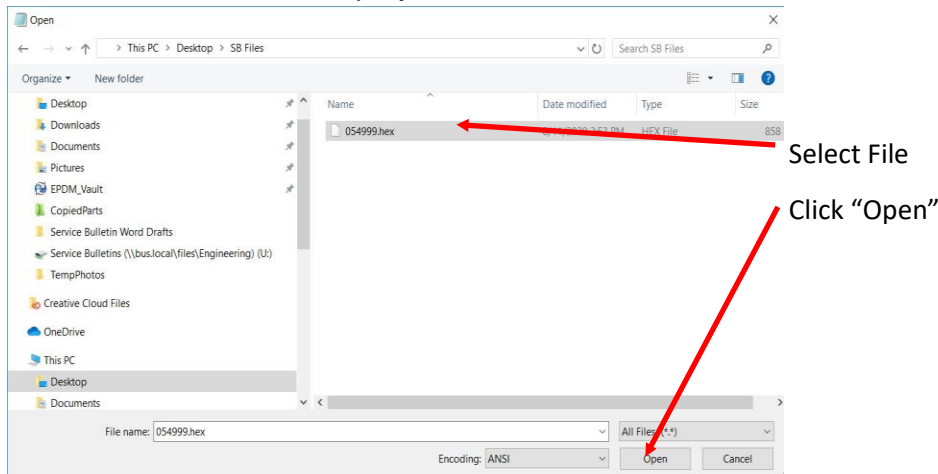 Open
This PC > Desktop > SB Files
Search SB Files
Organize
New folder
Name
Date modified
Type
Size
Desktop
Downloads
Documents
Pictures
EPDM_Vault
CopiedParts
Service Bulletin Word Drafts
Service Bulletins (\\bus.local\files\Engineering) (U:)
TempPhotos
Creative Cloud Files
OneDrive
This PC
Desktop
Documents
054999.hex
PM
HEX File
858
Select File
Click “Open”
File name: 054999.hex
All Files (*.*)
Encoding: ANSI
Open
Cancel